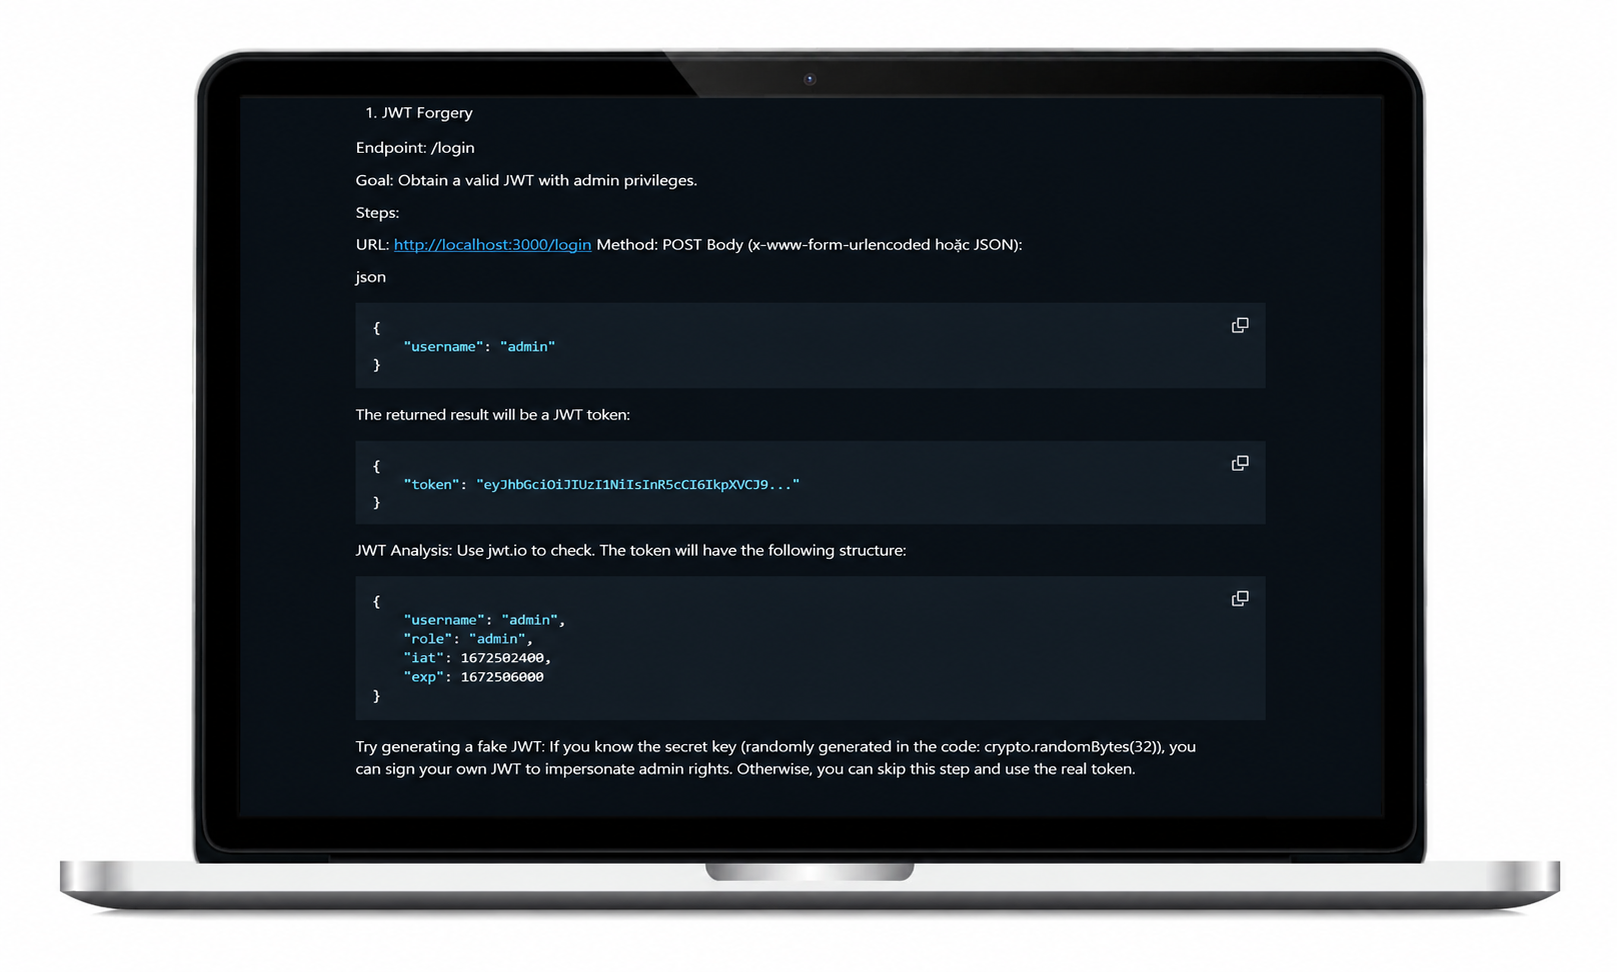 1. JWT Forgery
Endpoint: /login
Goal: Obtain a valid JWT with admin privileges.
Steps:
URL: http://localhost:3000/login Method: POST Body (x-www-form-urlencoded hoặc JSON):
json
{
"username": "admin"
}
The returned result will be a JWT token:
{
"token": "eyJhbGciOiJIUzI1NiIsInR5cCI6IkpXVCJ9..."
}
JWT Analysis: Use jwt.io to check. The token will have the following structure:
{
"username": "admin",
"role": "admin",
"iat": 1672502400,
"exp": 1672506000
}
Try generating a fake JWT: If you know the secret key (randomly generated in the code: crypto.randomBytes(32)), you
can sign your own JWT to impersonate admin rights. Otherwise, you can skip this step and use the real token.